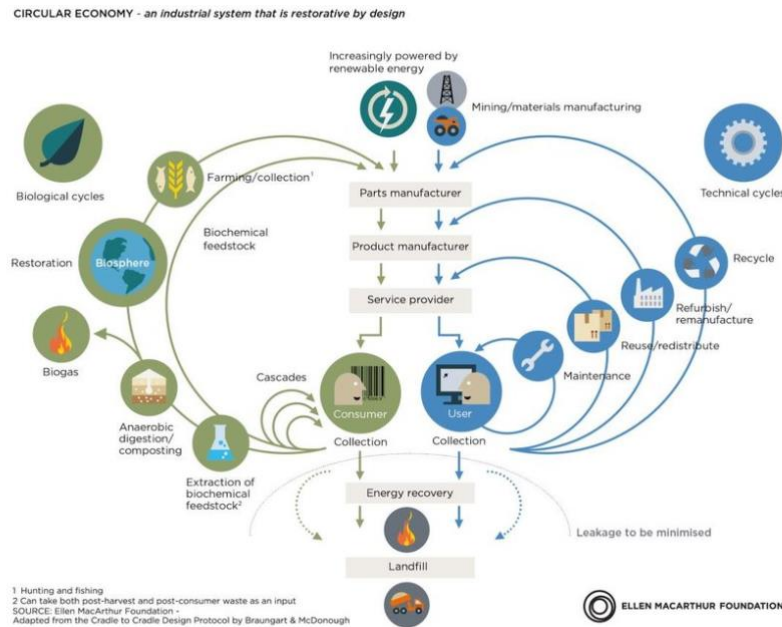 CIRCULAR ECONOMY - an industrial system that is restorative by design
Increasingly powered by
renewable energy
Mining/materials manufacturing
Biological cycles
Farming/collection¹
Parts manufacturer
Technical cycles
Biochemical
feedstock
Product manufacturer
Restoration
Biosphere
Recycle
Service provider
Refurbish/
remanufacture
Reuse/redistribute
Biogas
Maintenance
Cascades
Consumer
User
Anaerobic
digestion/
composting
Collection
Collection
Extraction of
biochemical
feedstock²
Energy recovery
Leakage to be minimised
Landfill
1 Hunting and fishing
2 Can take both post-harvest and post-consumer waste as an input
SOURCE: Ellen MacArthur Foundation -
Adapted from the Cradle to Cradle Design Protocol by Braungart & McDonough
ELLEN MACARTHUR FOUNDATION